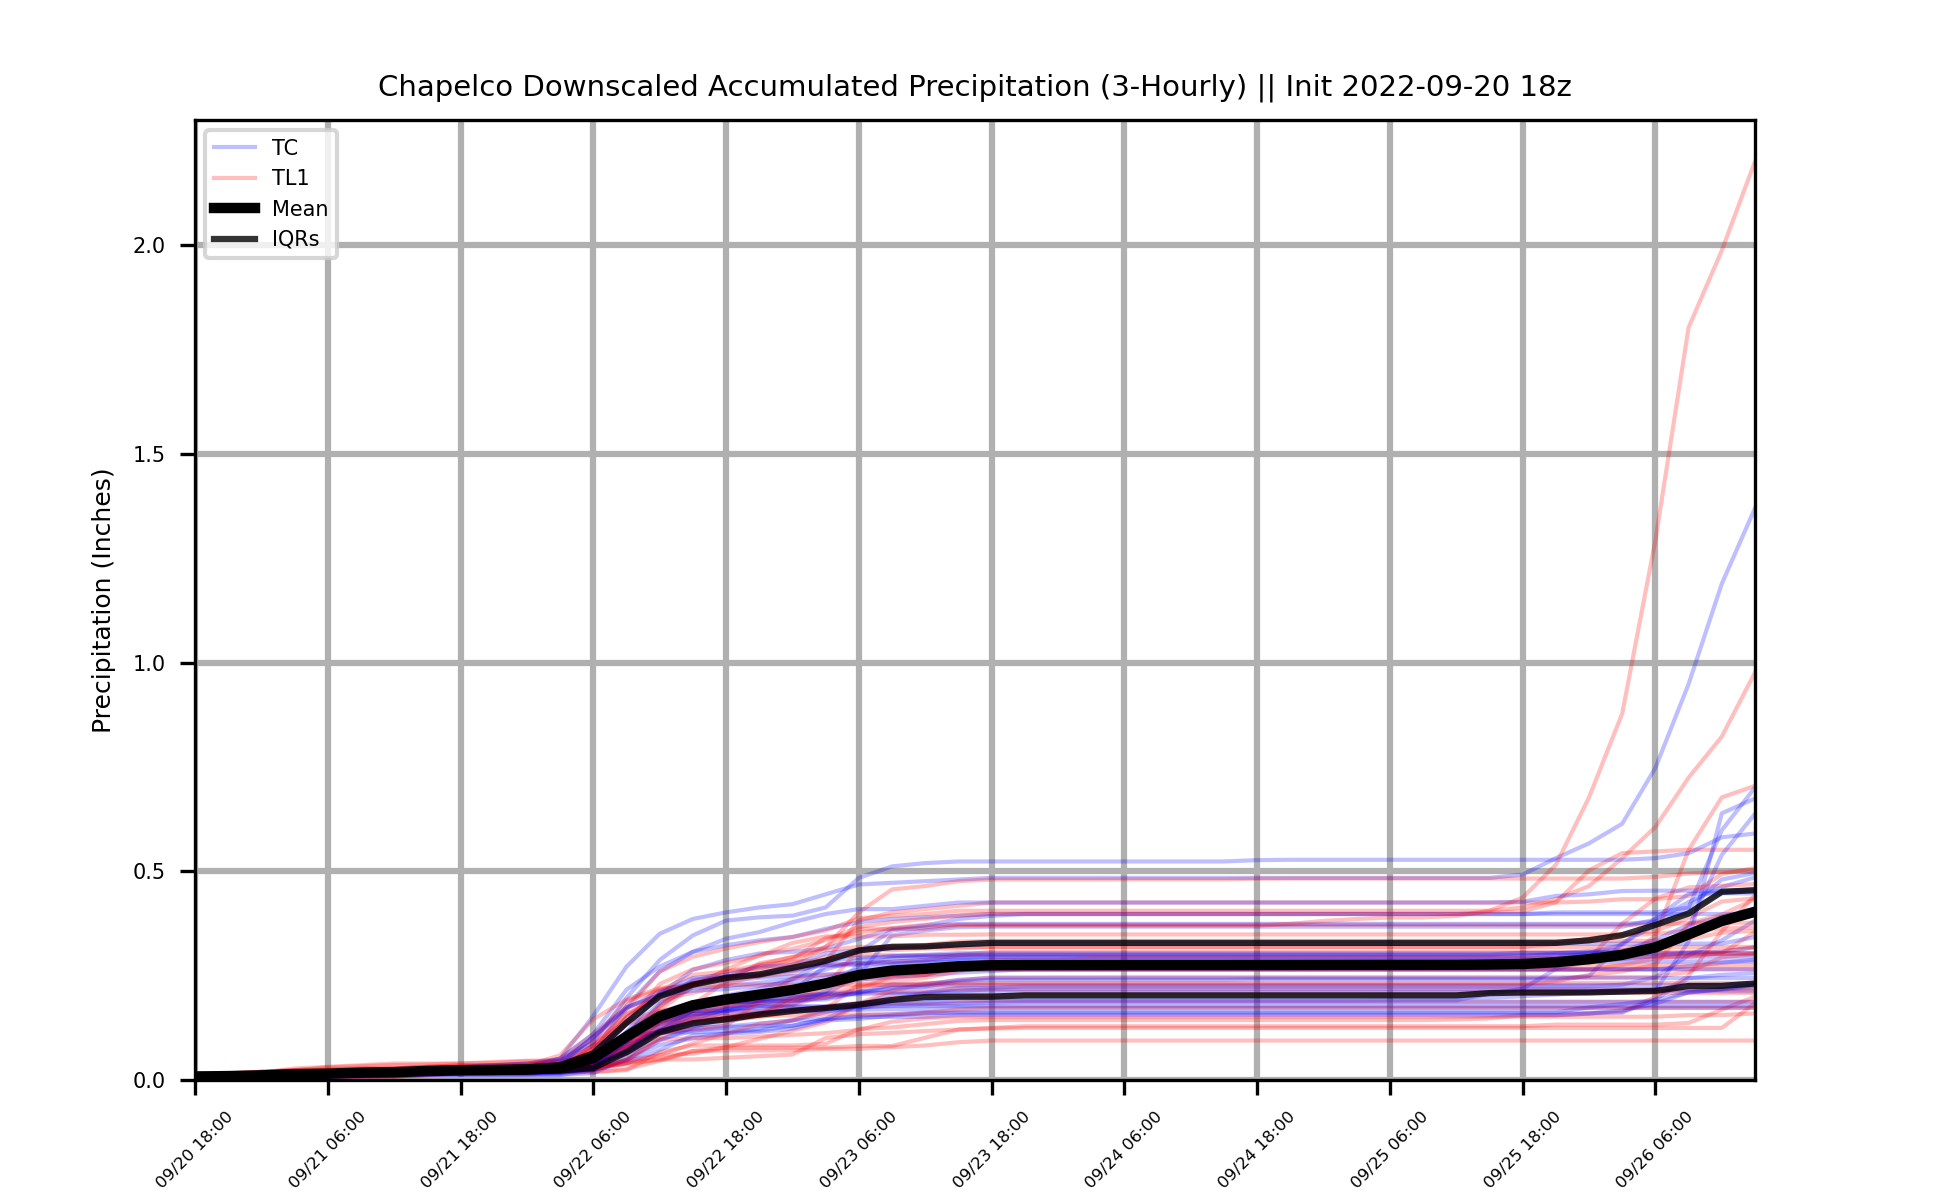 Chapelco Downscaled Accumulated Precipitation (3-Hourly) || Init 2022-09-20 18z
TC
TL1
Mean
IQRs
Precipitation (Inches)
2.0
1.5
1.0
0.5
0.0
09/20 18:00
09/21 06:00
09/21 18:00
09/22 06:00
09/22 18:00
09/23 06:00
09/23 18:00
09/24 06:00
09/24 18:00
09/25 06:00
09/25 18:00
09/26 06:00